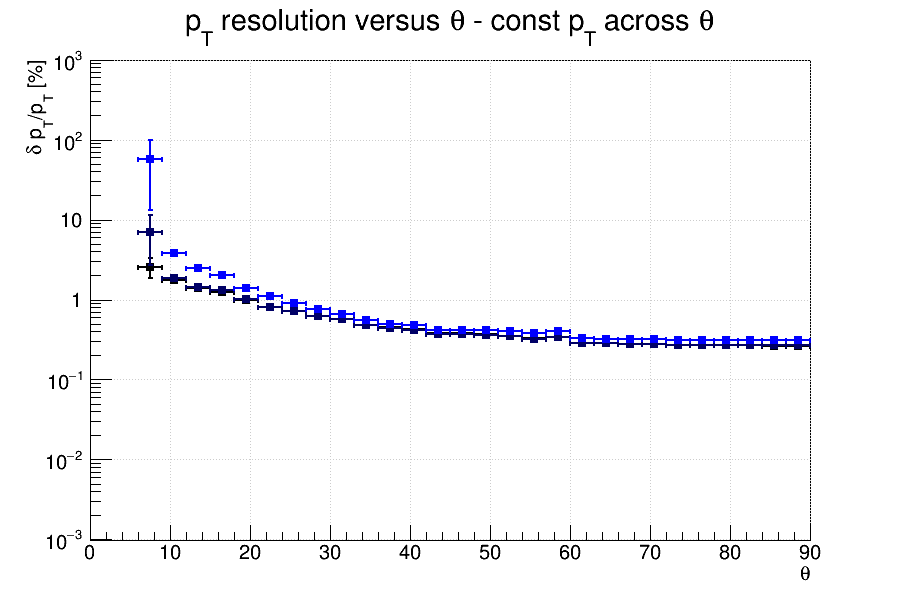 p_T resolution versus θ - const p_T across θ
δ p_T/p_T [%]
10^3
10^2
10
1
10^−1
10^−2
10^−3
0 10 20 30 40 50 60 70 80 90
θ